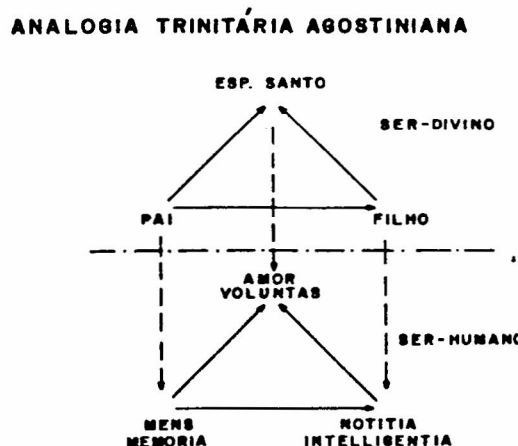 ANALOGIA TRINITÁRIA AGOSTINIANA
ESP. SANTO
SER-DIVINO
PAI
FILHO
AMOR
VOLUNTAS
SER-HUMANO
MENS
MEMORIA
NOTITIA
INTELLIGENTIA